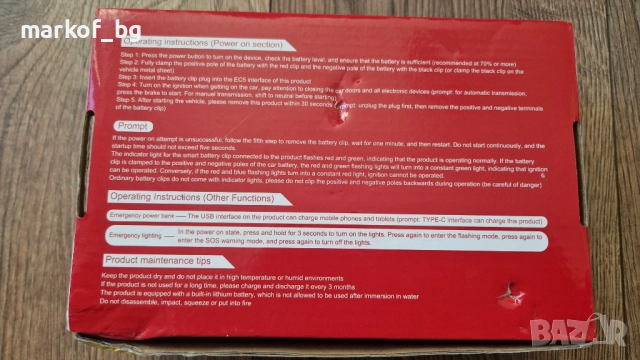 markof_bg
Operating instructions (Power on section)
Step 1: Press the power button to turn on the device, check the battery level, and ensure that the battery is sufficient (recommended at 70% or more)
Step 2: Fully clamp the positive pole of the battery with the red clip and the negative pole of the battery with the black clip (or clamp the black clip on the
vehicle metal sheet)
Step 3: Insert the battery clip plug into the EC5 interface of this product
Step 4: Turn on the ignition when getting on the car, pay attention to closing the car doors and all electronic devices (prompt: for automatic transmission,
press the brake to start. For manual transmission, shift to neutral before starting)
Step 5: After starting the vehicle, please remove this product within 30 seconds (prompt: unplug the plug first, then remove the positive and negative terminals
of the battery clip)
Prompt
If the power on attempt is unsuccessful, follow the fifth step to remove the battery clip, wait for one minute, and then restart. Do not start continuously, and the
startup time should not exceed five seconds.
The indicator light for the smart battery clip connected to the product flashes red and green, indicating that the product is operating normally. If the battery
clip is clamped to the positive and negative poles of the car battery, the red and green flashing lights will turn into a constant green light, indicating that ignition
can be operated. Conversely, if the red and blue flashing lights turn into a constant red light, ignition cannot be operated.
Ordinary battery clips do not come with indicator lights, please do not clip the positive and negative poles backwards during operation (be careful of danger)
Operating instructions (Other Functions)
Emergency power bank — The USB interface on the product can charge mobile phones and tablets (prompt: TYPE-C interface can charge this product)
Emergency lighting — In the power on state, press and hold for 3 seconds to turn on the lights. Press again to enter the flashing mode, press again to
enter the SOS warning mode, and press again to turn off the lights.
Product maintenance tips
Keep the product dry and do not place it in high temperature or humid environments
If the product is not used for a long time, please charge and discharge it every 3 months
The product is equipped with a built-in lithium battery, which is not allowed to be used after immersion in water
Do not disassemble, impact, squeeze or put into fire
BAZAR
bg